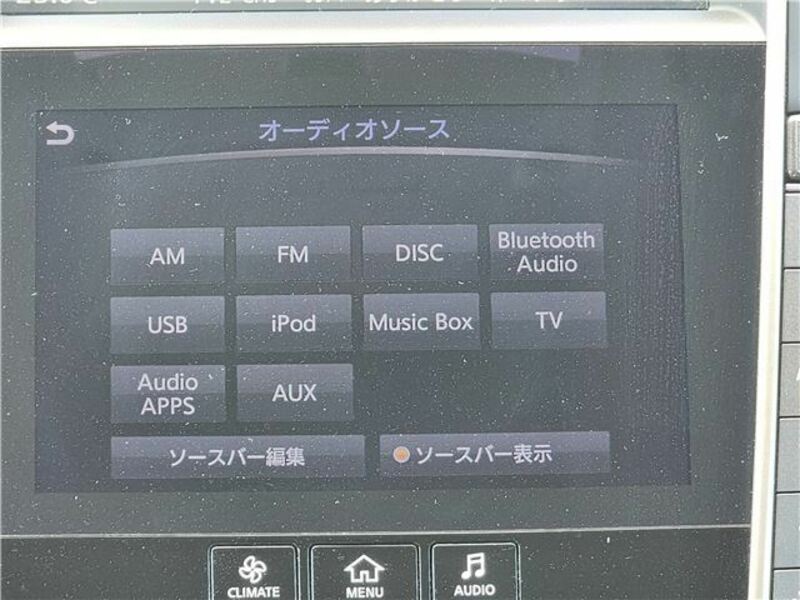 オーディオソース
AM
FM
DISC
Bluetooth
Audio
USB
iPod
Music Box
TV
Audio
APPS
AUX
ソースバー編集
ソースバー表示
CLIMATE
MENU
AUDIO